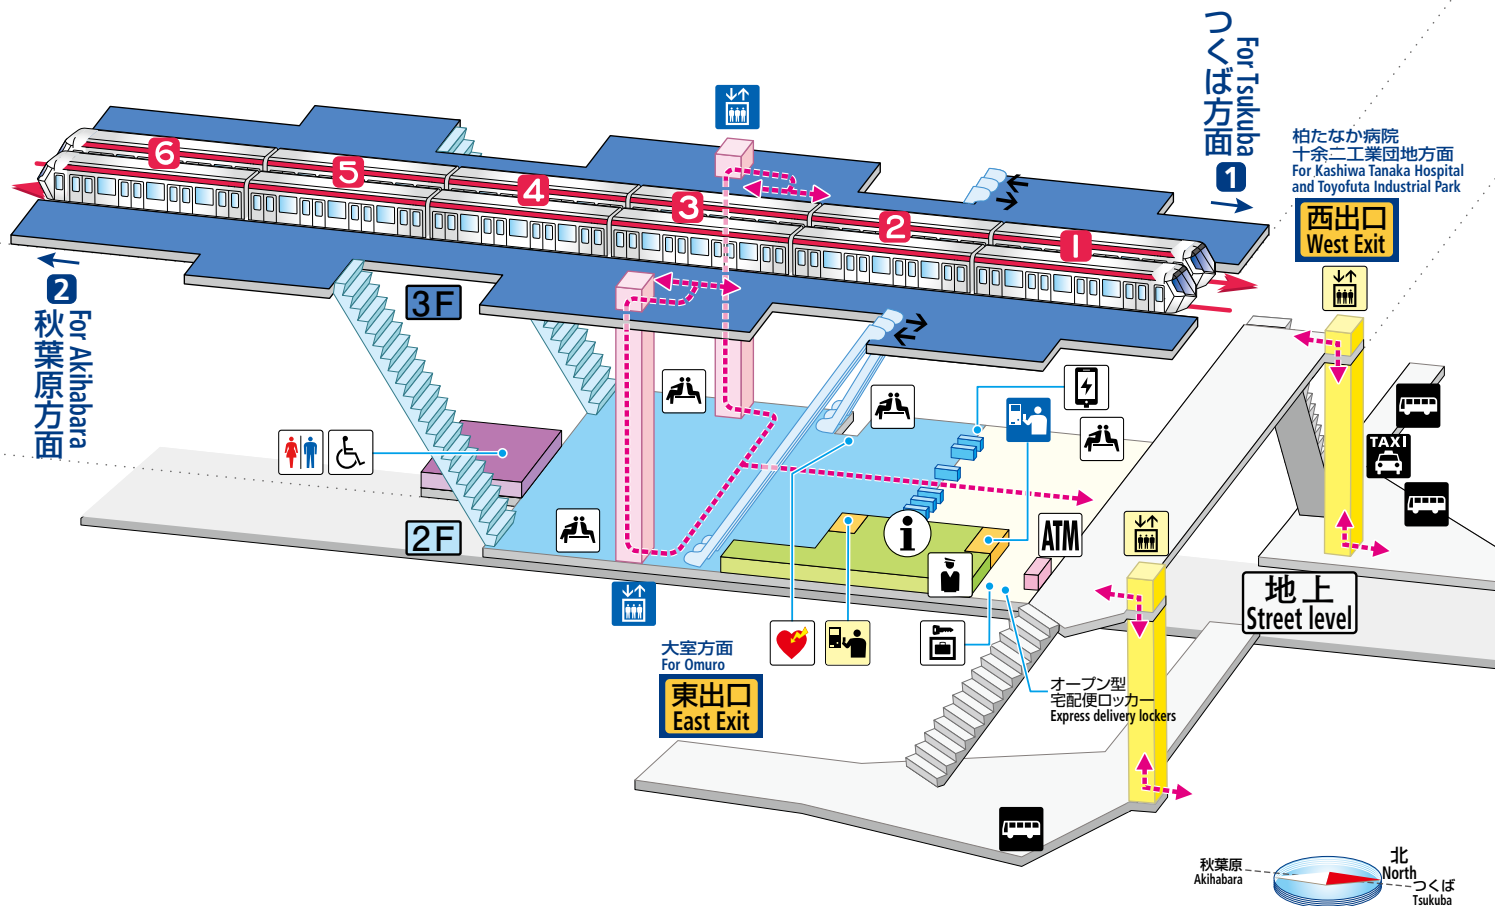 つくば方面
For Tsukuba
1
柏たなか病院
十余二工業団地方面
For Kashiwa Tanaka Hospital
and Toyofuta Industrial Park
西出口
West Exit
6
5
4
3
2
1
2
秋葉原方面
For Akihabara
3F
2F
TAXI
i
ATM
地上
Street level
大室方面
For Omuro
東出口
East Exit
オープン型
宅配便ロッカー
Express delivery lockers
秋葉原
Akihabara
北
North
つくば
Tsukuba